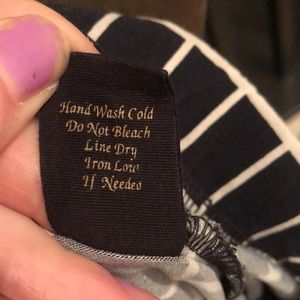 Hand Wash Cold
Do Not Bleach
Line Dry
Iron Low
If Needed